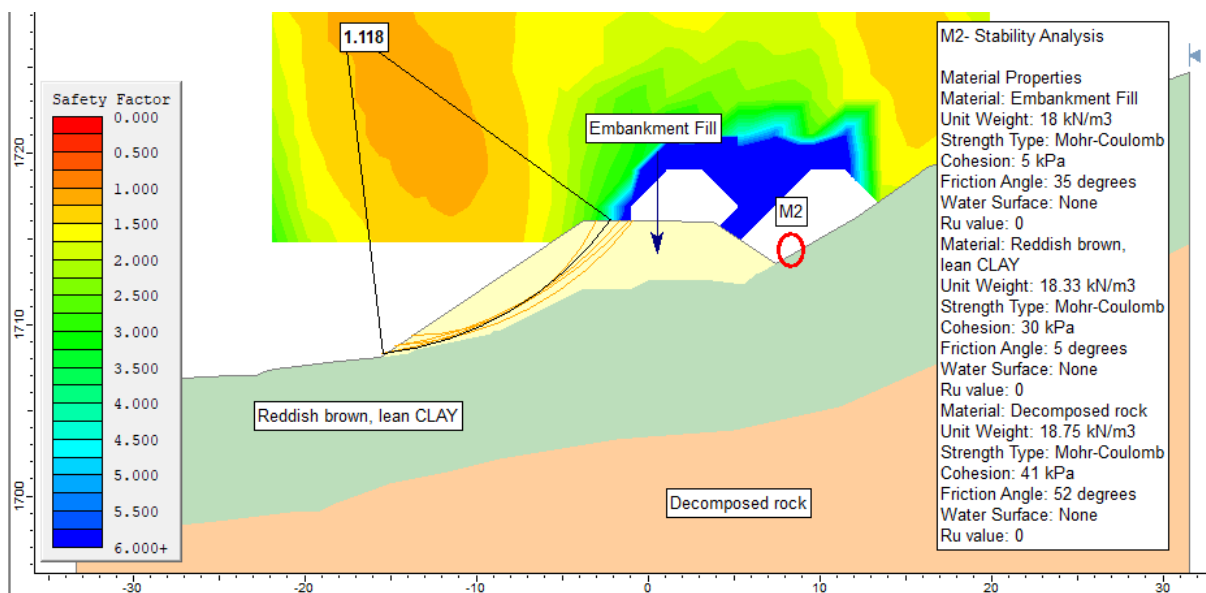 1.118
M2- Stability Analysis
Material Properties
Material: Embankment Fill
Unit Weight: 18 kN/m3
Strength Type: Mohr-Coulomb
Cohesion: 5 kPa
Friction Angle: 35 degrees
Water Surface: None
Ru value: 0
Material: Reddish brown,
lean CLAY
Unit Weight: 18.33 kN/m3
Strength Type: Mohr-Coulomb
Cohesion: 30 kPa
Friction Angle: 5 degrees
Water Surface: None
Ru value: 0
Material: Decomposed rock
Unit Weight: 18.75 kN/m3
Strength Type: Mohr-Coulomb
Cohesion: 41 kPa
Friction Angle: 52 degrees
Water Surface: None
Ru value: 0
Safety Factor
0.000
0.500
1.000
1.500
2.000
2.500
3.000
3.500
4.000
4.500
5.000
5.500
6.000+
Embankment Fill
M2
Reddish brown, lean CLAY
Decomposed rock
1720
1710
1700
-30
-20
-10
0
10
20
30